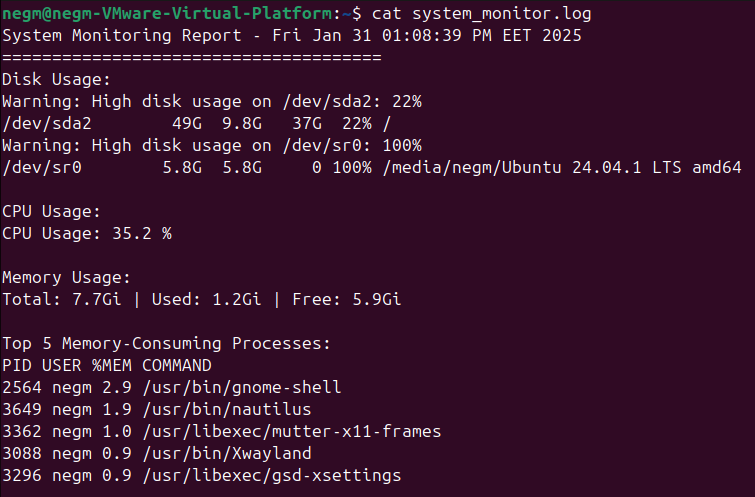 negm@negm-VMware-Virtual-Platform:~$ cat system_monitor.log
System Monitoring Report - Fri Jan 31 01:08:39 PM EET 2025
======================================
Disk Usage:
Warning: High disk usage on /dev/sda2: 22%
/dev/sda2        49G  9.8G   37G  22% /
Warning: High disk usage on /dev/sr0: 100%
/dev/sr0        5.8G  5.8G     0 100% /media/negm/Ubuntu 24.04.1 LTS amd64

CPU Usage:
CPU Usage: 35.2 %

Memory Usage:
Total: 7.7Gi | Used: 1.2Gi | Free: 5.9Gi

Top 5 Memory-Consuming Processes:
PID USER %MEM COMMAND
2564 negm 2.9 /usr/bin/gnome-shell
3649 negm 1.9 /usr/bin/nautilus
3362 negm 1.0 /usr/libexec/mutter-x11-frames
3088 negm 0.9 /usr/bin/Xwayland
3296 negm 0.9 /usr/libexec/gsd-xsettings